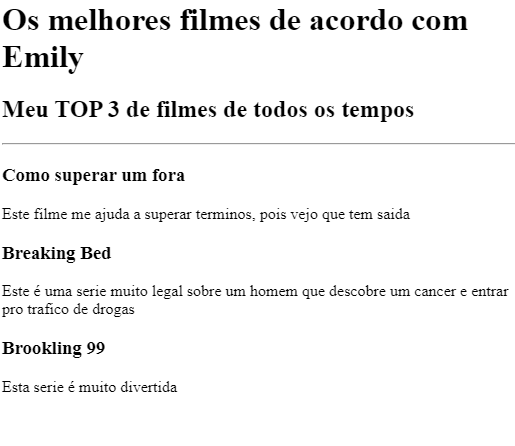 Os melhores filmes de acordo com
Emily
Meu TOP 3 de filmes de todos os tempos
Como superar um fora
Este filme me ajuda a superar terminos, pois vejo que tem saida
Breaking Bed
Este é uma serie muito legal sobre um homem que descobre um cancer e entrar
pro trafico de drogas
Brookling 99
Esta serie é muito divertida